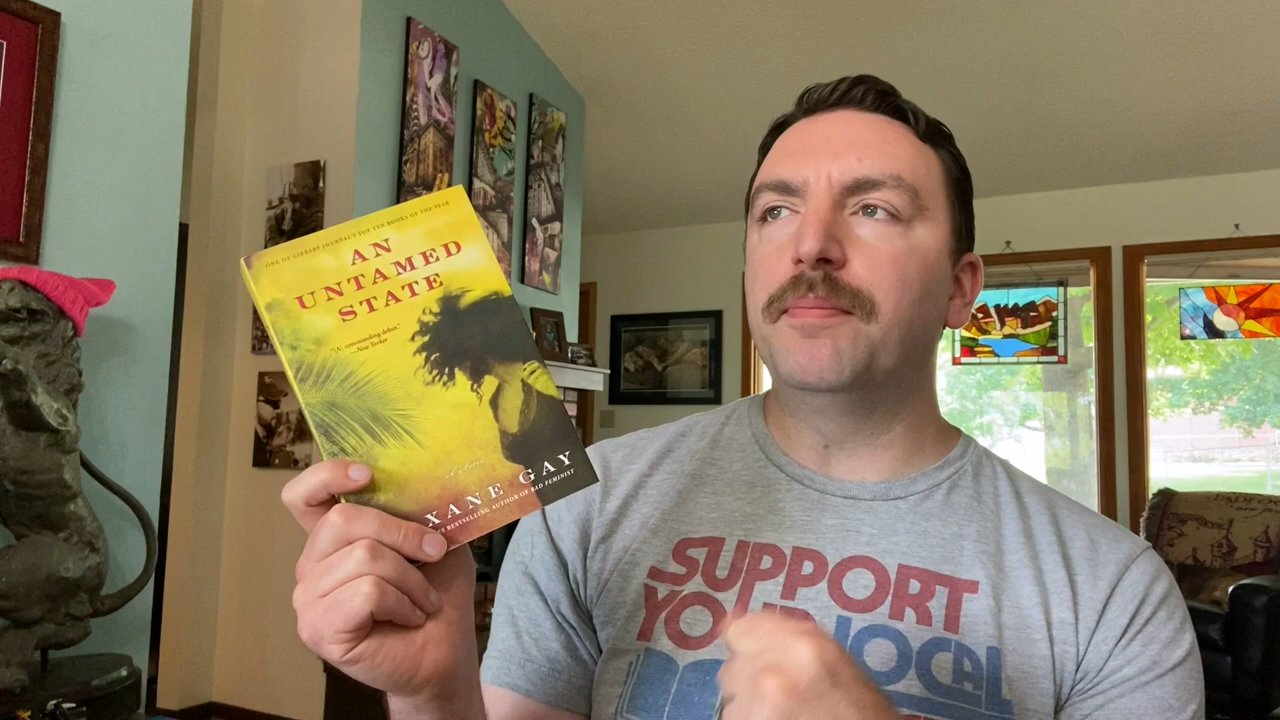 ONE OF LIBRARY JOURNAL'S TOP TEN BOOKS OF THE YEAR
AN
UNTAMED
STATE
"[A] commanding debut."
—New Yorker
XANE GAY
BESTSELLING AUTHOR OF BAD FEMINIST
SUPPORT
YOUR LOCAL